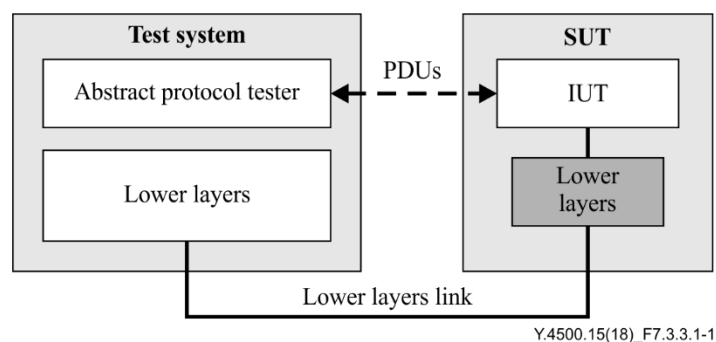 Test system
SUT
PDUs
Abstract protocol tester
IUT
Lower layers
Lower
layers
Lower layers link
Y.4500.15(18)_F7.3.3.1-1